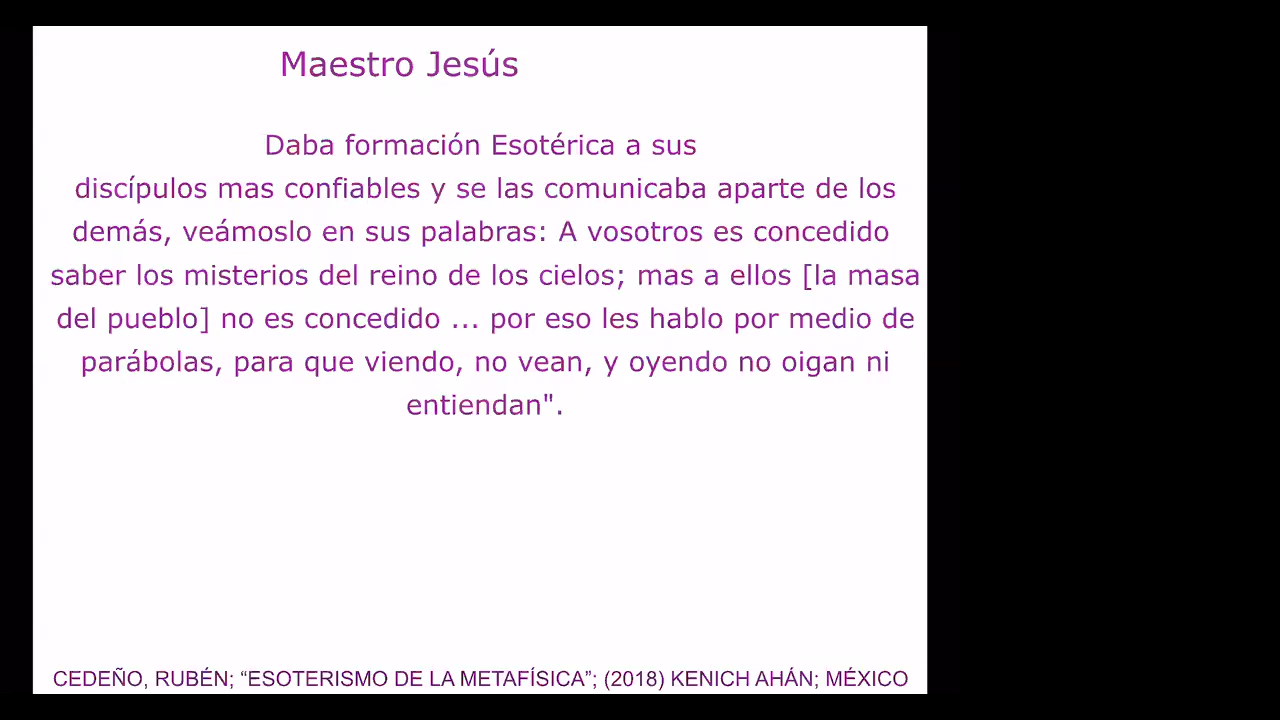 Maestro Jesús
Daba formación Esotérica a sus
discípulos mas confiables y se las comunicaba aparte de los
demás, veámoslo en sus palabras: A vosotros es concedido
saber los misterios del reino de los cielos; mas a ellos [la masa
del pueblo] no es concedido ... por eso les hablo por medio de
parábolas, para que viendo, no vean, y oyendo no oigan ni
entiendan".
CEDEÑO, RUBÉN; “ESOTERISMO DE LA METAFÍSICA”; (2018) KENICH AHÁN; MÉXICO